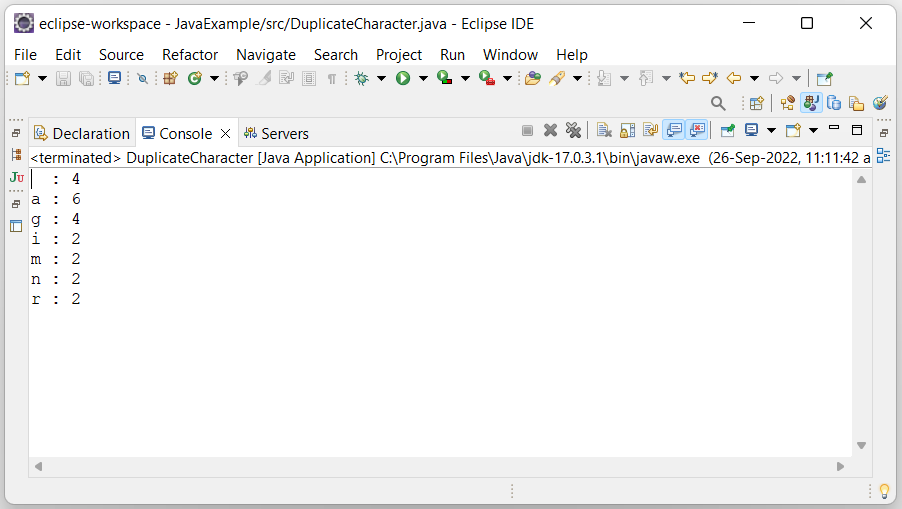 eclipse-workspace - JavaExample/src/DuplicateCharacter.java - Eclipse IDE
File Edit Source Refactor Navigate Search Project Run Window Help
Declaration Console Servers
<terminated> DuplicateCharacter [Java Application] C:\Program Files\Java\jdk-17.0.3.1\bin\javaw.exe (26-Sep-2022, 11:11:42 a
JU
  : 4
a : 6
g : 4
i : 2
m : 2
n : 2
r : 2